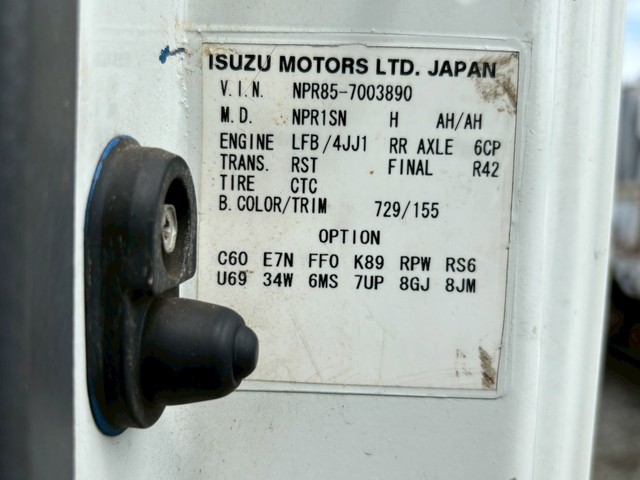 ISUZU MOTORS LTD. JAPAN
V.I.N. NPR85-7003890
M.D. NPR1SN H AH/AH
ENGINE LFB/4JJ1 RR AXLE 6CP
TRANS. RST FINAL R42
TIRE CTC
B.COLOR/TRIM 729/155
OPTION
C60 E7N FF0 K89 RPW RS6
U69 34W 6MS 7UP 8GJ 8JM